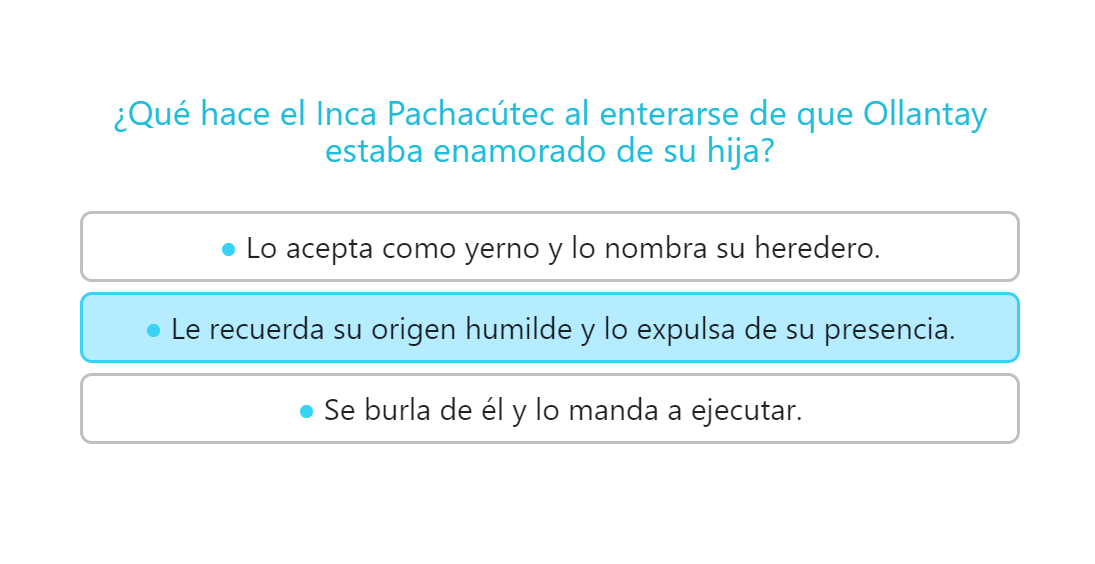 ¿Qué hace el Inca Pachacútec al enterarse de que Ollantay
estaba enamorado de su hija?
• Lo acepta como yerno y lo nombra su heredero.
• Le recuerda su origen humilde y lo expulsa de su presencia.
• Se burla de él y lo manda a ejecutar.